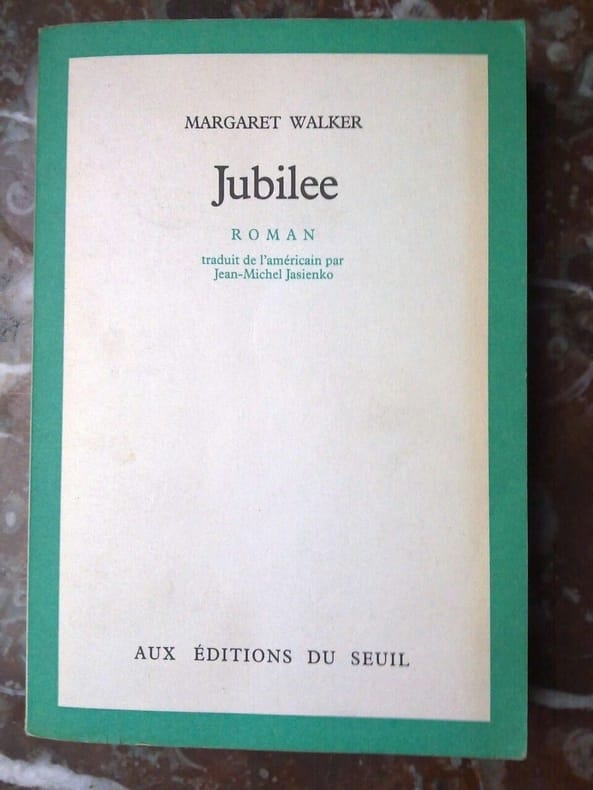 MARGARET WALKER
Jubilee
ROMAN
traduit de l'américain par
Jean-Michel Jasienko
AUX ÉDITIONS DU SEUIL